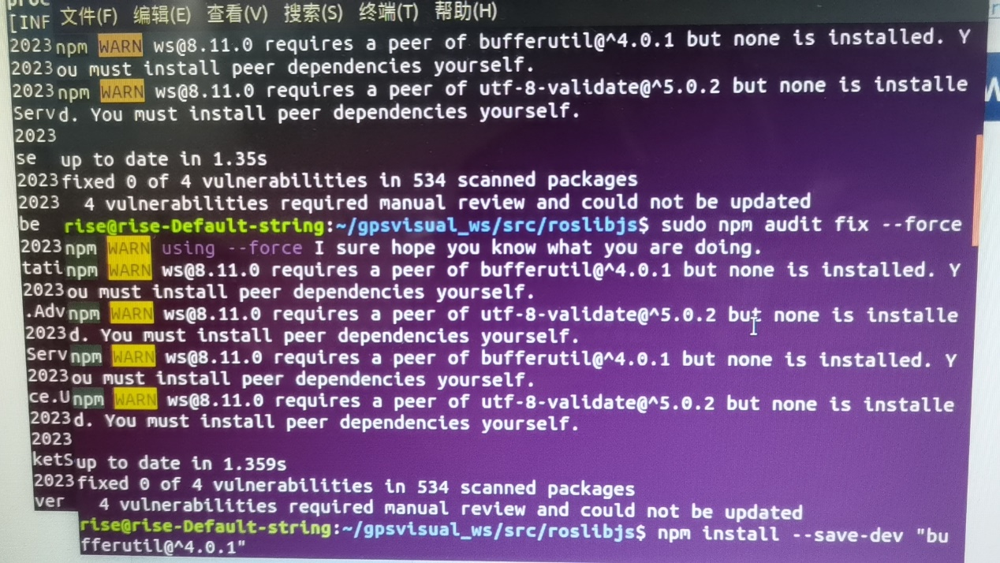 [INF 文件(F) 编辑(E) 查看(V) 搜索(S) 终端(T) 帮助(H)
2023 npm WARN ws@8.11.0 requires a peer of bufferutil@^4.0.1 but none is installed. Y
2023 ou must install peer dependencies yourself.
2023 npm WARN ws@8.11.0 requires a peer of utf-8-validate@^5.0.2 but none is installe
Serv d. You must install peer dependencies yourself.
2023
se up to date in 1.35s
2023 fixed 0 of 4 vulnerabilities in 534 scanned packages
2023 4 vulnerabilities required manual review and could not be updated
be rise@rise-Default-string:~/gpsvisual_ws/src/roslibjs$ sudo npm audit fix --force
2023 npm WARN using --force I sure hope you know what you are doing.
tati npm WARN ws@8.11.0 requires a peer of bufferutil@^4.0.1 but none is installed. Y
2023 ou must install peer dependencies yourself.
.Adv npm WARN ws@8.11.0 requires a peer of utf-8-validate@^5.0.2 but none is installe
2023 d. You must install peer dependencies yourself.
Serv npm WARN ws@8.11.0 requires a peer of bufferutil@^4.0.1 but none is installed. Y
2023 ou must install peer dependencies yourself.
ce.U npm WARN ws@8.11.0 requires a peer of utf-8-validate@^5.0.2 but none is installe
2023 d. You must install peer dependencies yourself.
2023
ketS up to date in 1.359s
2023 fixed 0 of 4 vulnerabilities in 534 scanned packages
ver 4 vulnerabilities required manual review and could not be updated
rise@rise-Default-string:~/gpsvisual_ws/src/roslibjs$ npm install --save-dev "bu
fferutil@^4.0.1"